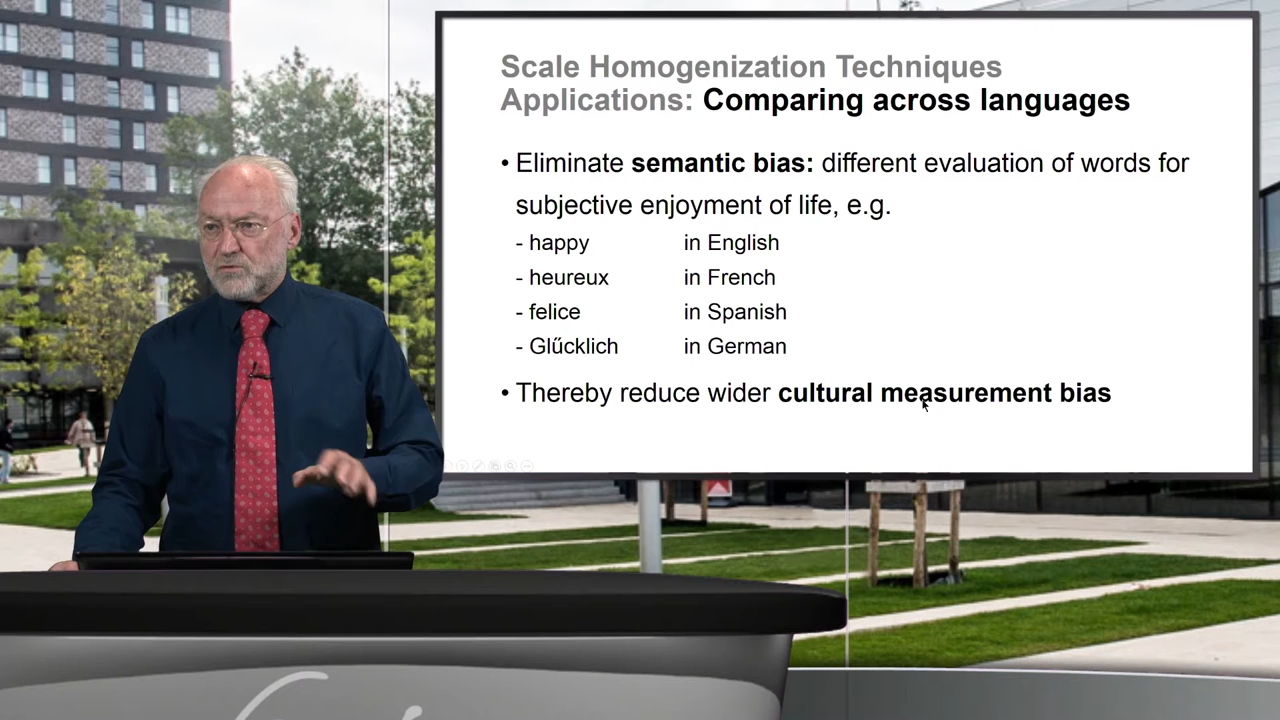 Scale Homogenization Techniques
Applications: Comparing across languages
• Eliminate semantic bias: different evaluation of words for
subjective enjoyment of life, e.g.
- happy in English
- heureux in French
- felice in Spanish
- Glűcklich in German
• Thereby reduce wider cultural measurement bias